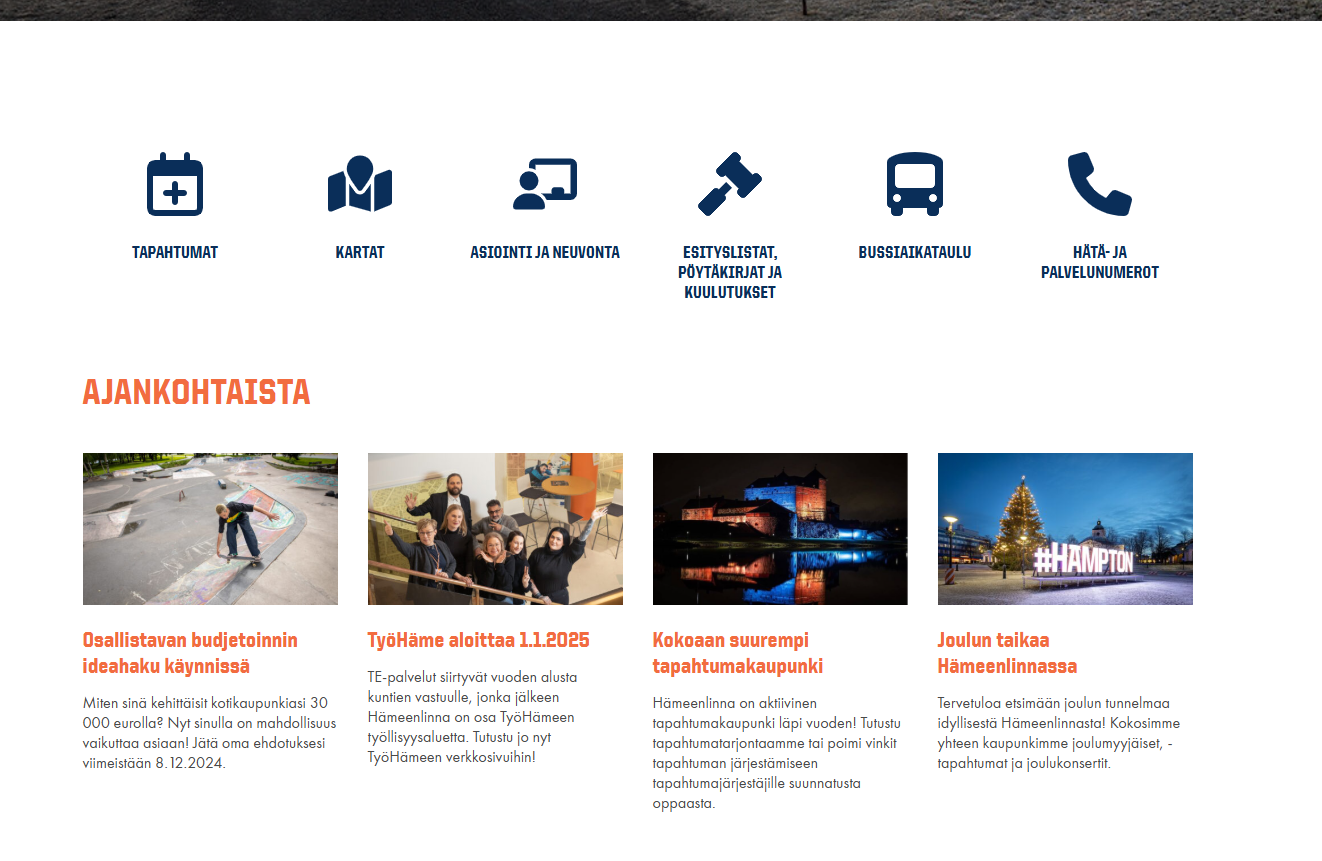 TAPAHTUMAT
KARTAT
ASIOINTI JA NEUVONTA
ESITYSLISTAT,
PÖYTÄKIRJAT JA
KUULUTUKSET
BUSSIAIKATAULU
HÄTÄ- JA
PALVELUNUMEROT
AJANKOHTAISTA
#HÄMPTON
Osallistavan budjetoinnin
ideahaku käynnissä
Miten sinä kehittäisit kotikaupunkiasi 30
000 eurolla? Nyt sinulla on mahdollisuus
vaikuttaa asiaan! Jätä oma ehdotuksesi
viimeistään 8.12.2024.
TyöHäme aloittaa 1.1.2025
TE-palvelut siirtyvät vuoden alusta
kuntien vastuulle, jonka jälkeen
Hämeenlinna on osa TyöHämeen
työllisyysaluetta. Tutustu jo nyt
TyöHämeen verkkosivuihin!
Kokoaan suurempi
tapahtumakaupunki
Hämeenlinna on aktiivinen
tapahtumakaupunki läpi vuoden! Tutustu
tapahtumatarjontaamme tai poimi vinkit
tapahtuman järjestämiseen
tapahtumajärjestäjille suunnatusta
oppaasta.
Joulun taikaa
Hämeenlinnassa
Tervetuloa etsimään joulun tunnelmaa
idyllisestä Hämeenlinnasta! Kokosimme
yhteen kaupunkimme joulumyyjäiset, -
tapahtumat ja joulukonsertit.